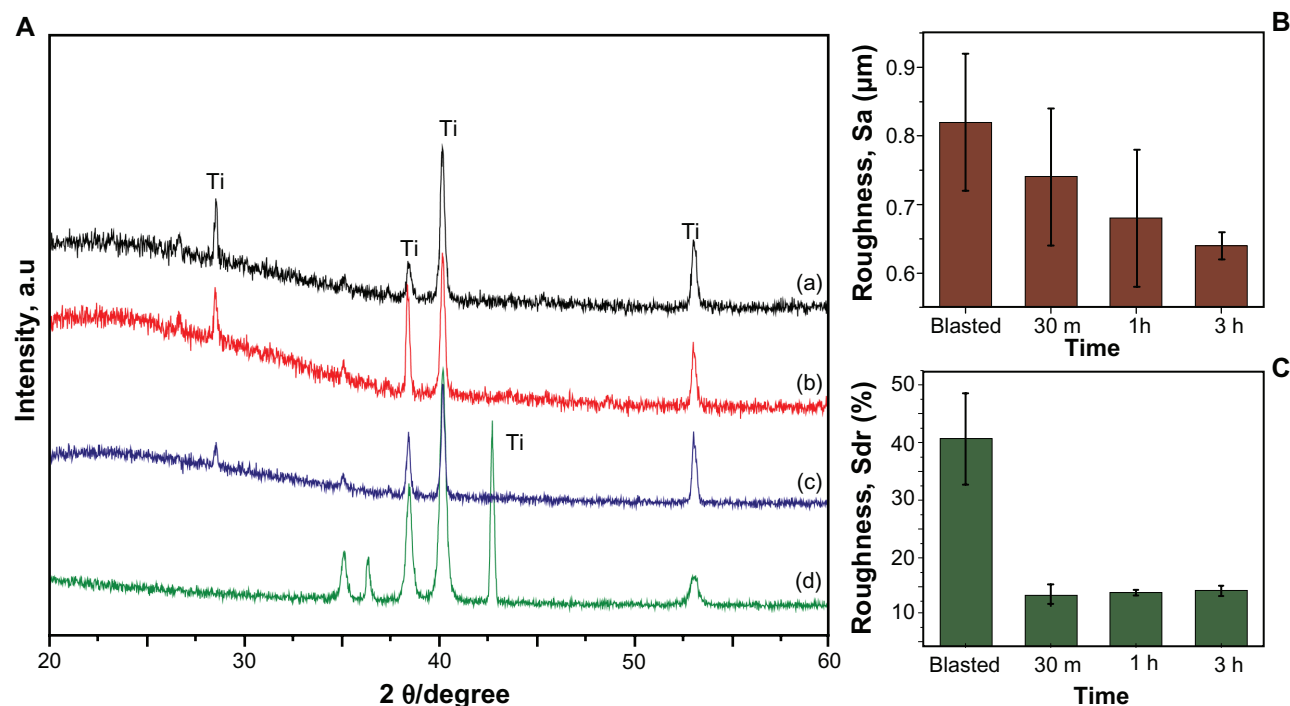 A
Intensity, a.u
Ti
Ti
Ti
Ti
Ti
(a)
(b)
(c)
(d)
20
30
40
50
60
2 θ/degree
B
Roughness, Sa (µm)
0.9
0.8
0.7
0.6
Blasted
30 m
1h
3 h
Time
C
Roughness, Sdr (%)
50
40
30
20
10
Blasted
30 m
1 h
3 h
Time